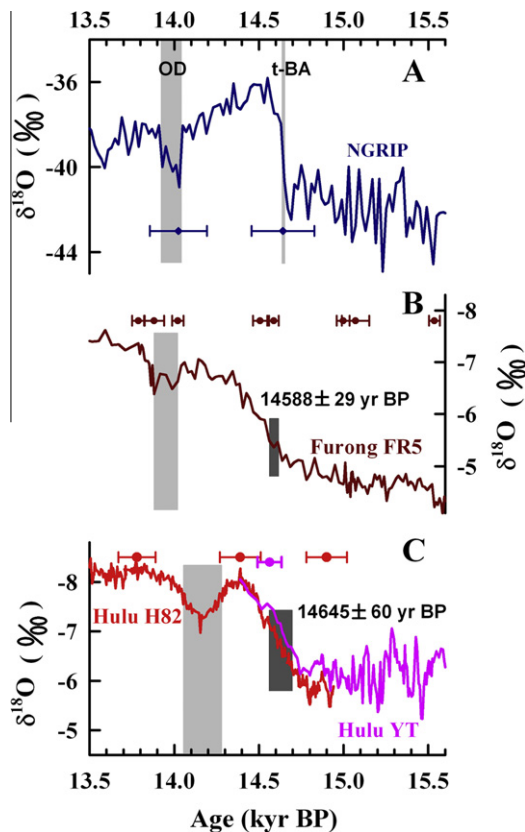 13.5 14.0 14.5 15.0 15.5
OD t-BA A
-36
-40
-44
δ18O (‰)
NGRIP
B
-8
-7
-6
-5
δ18O (‰)
14588± 29 yr BP
Furong FR5
C
-8
-7
-6
-5
δ18O (‰)
Hulu H82
14645± 60 yr BP
Hulu YT
13.5 14.0 14.5 15.0 15.5
Age (kyr BP)